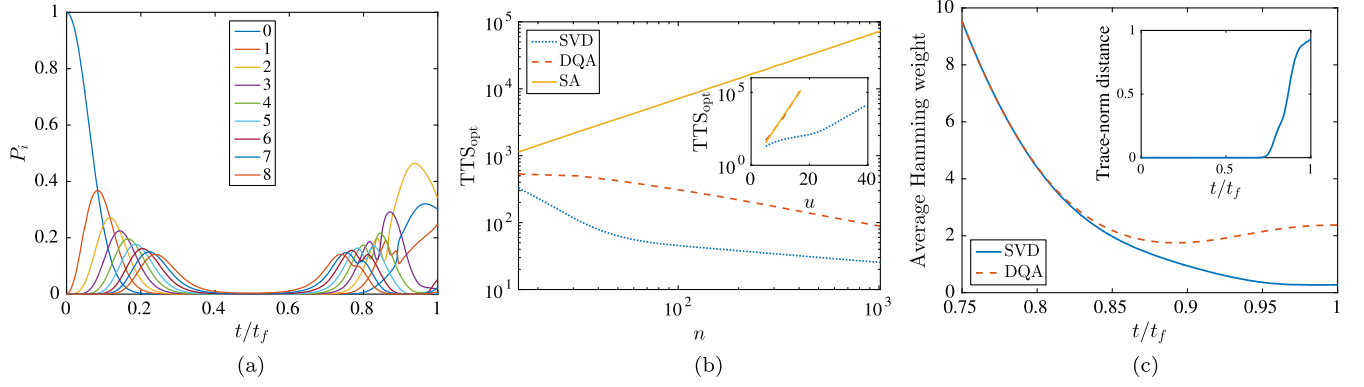 1
0.8
0.6
0.4
0.2
0
P_i
0 0.2 0.4 0.6 0.8 1
t/t_f
0
1
2
3
4
5
6
7
8
(a)
10^5
10^4
10^3
10^2
10^1
TTS_opt
SVD
DQA
SA
10^5
10^0
TTS_opt
0 20 40
u
10^2 10^3
n
(b)
10
8
6
4
2
0
Average Hamming weight
SVD
DQA
1
0.5
0
Trace-norm distance
0 0.5 1
t/t_f
0.75 0.8 0.85 0.9 0.95 1
t/t_f
(c)